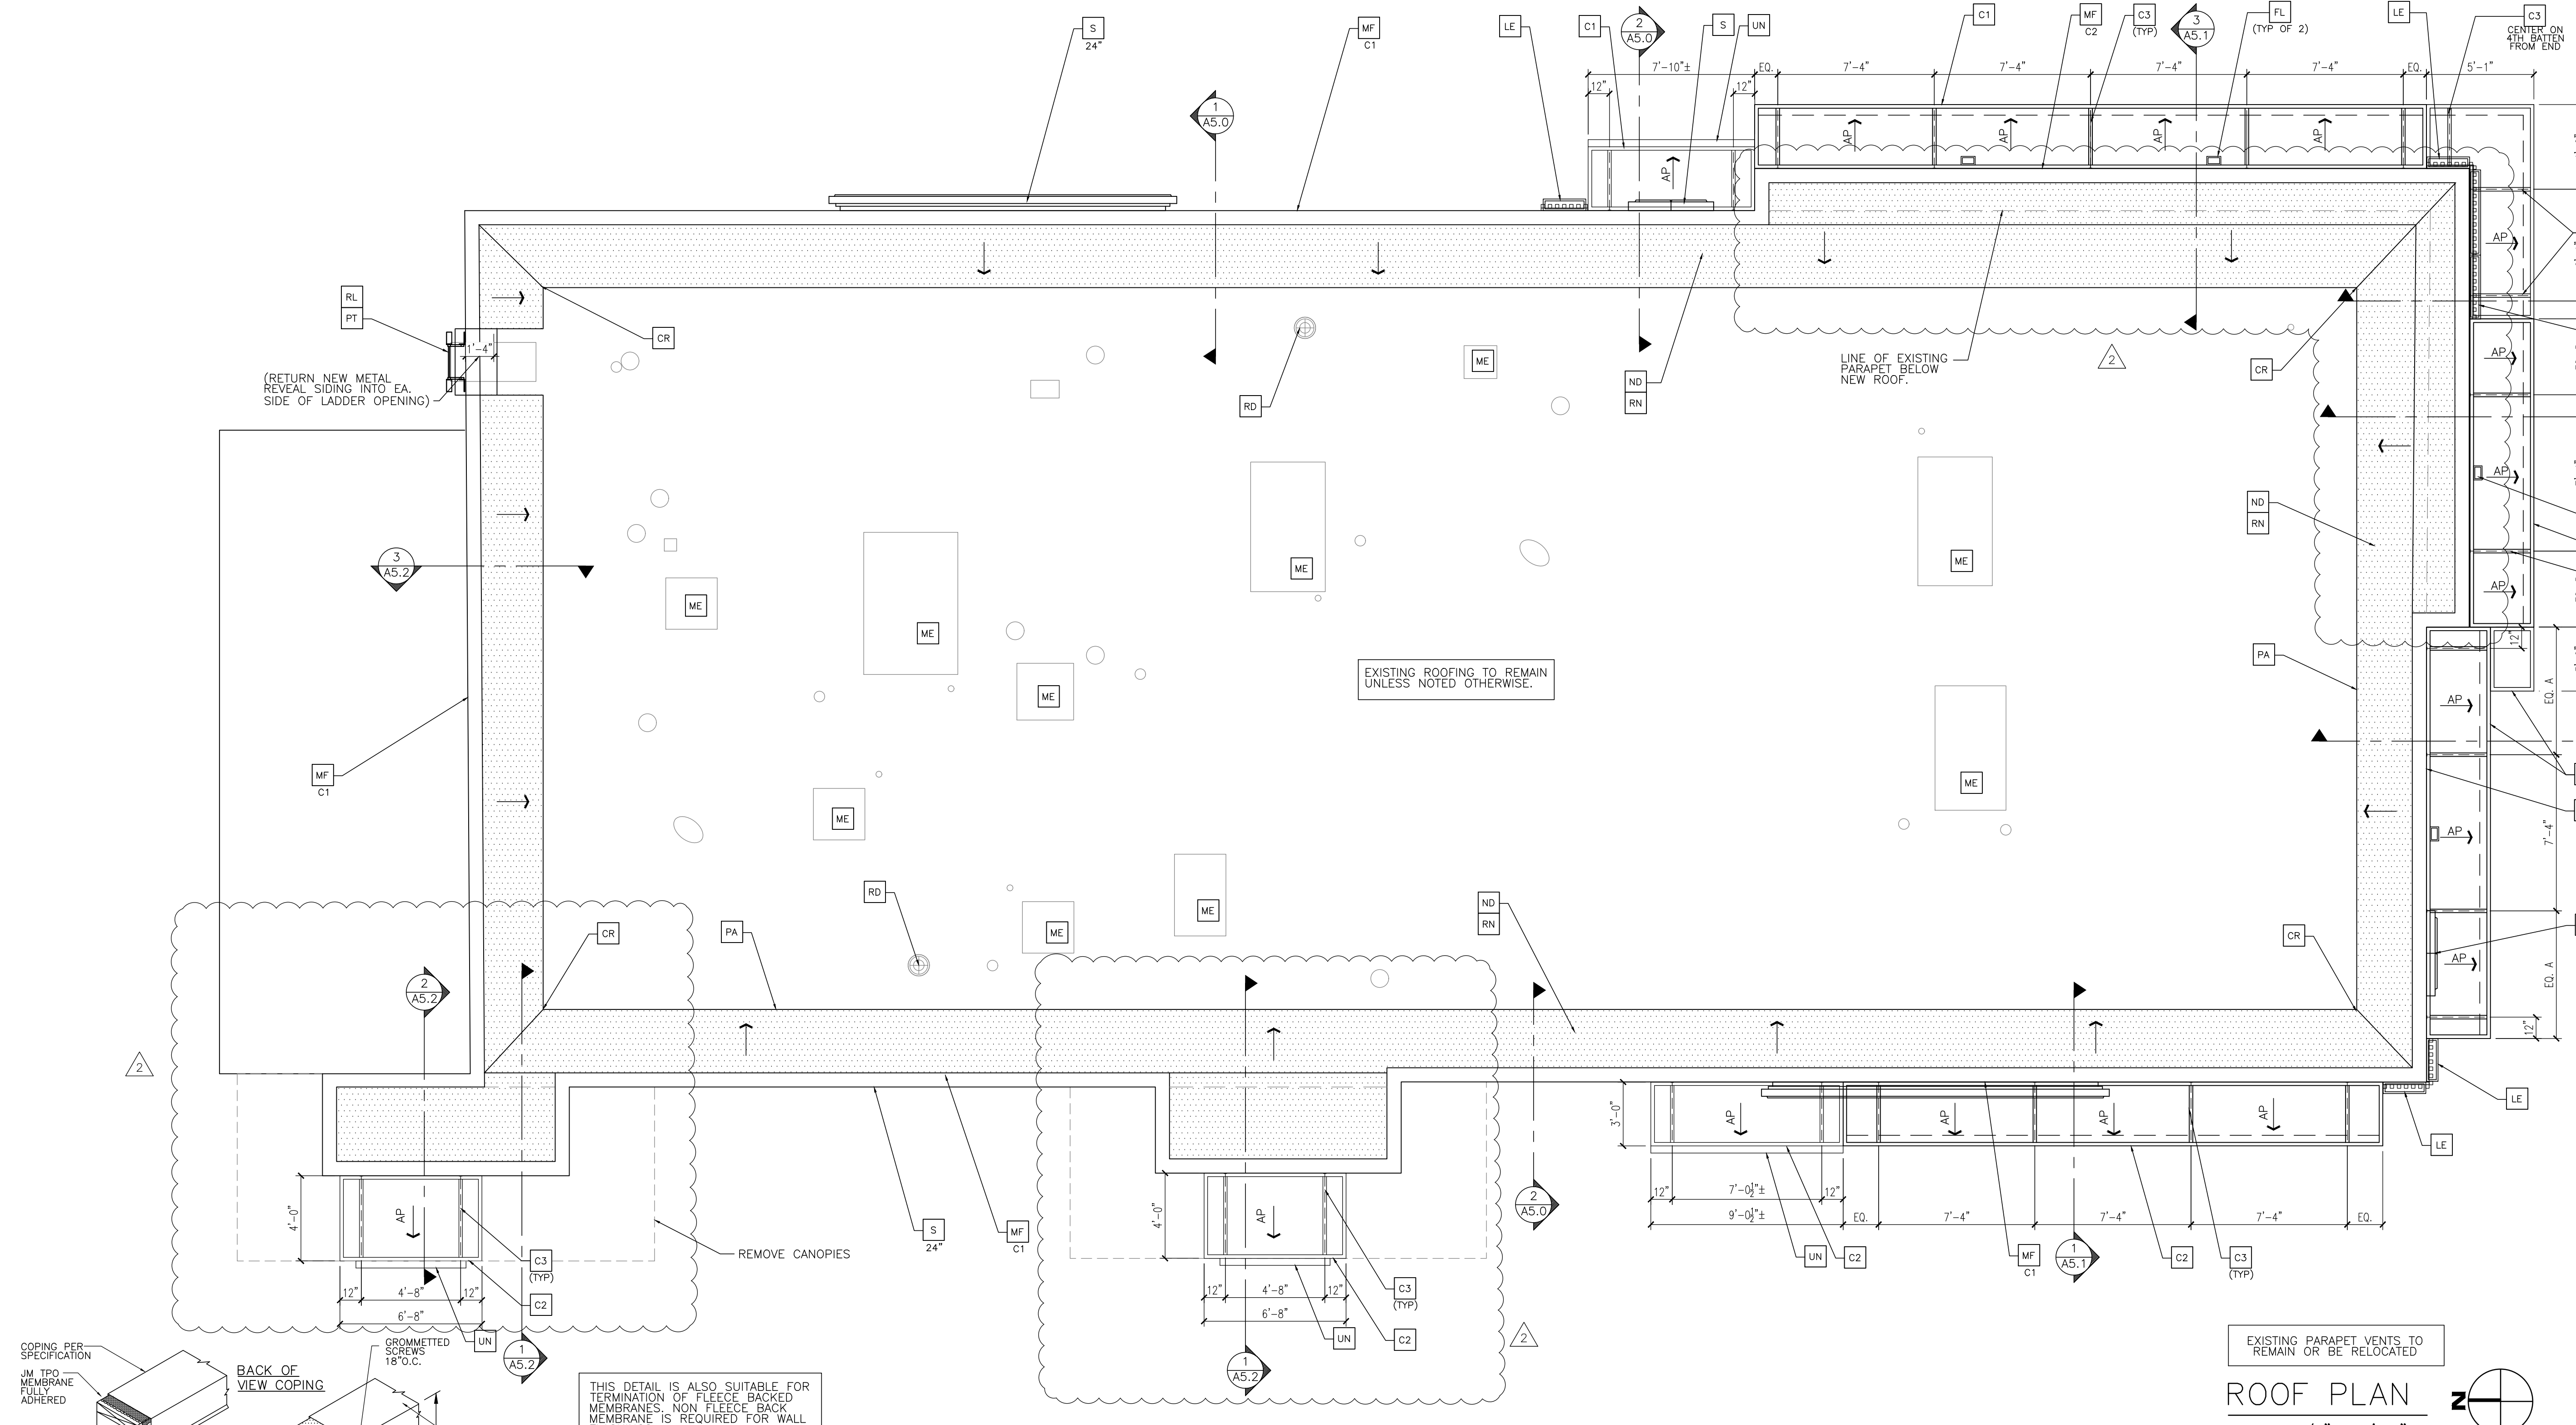 S
24"
MF
C1
LE
C1
2
A5.0
S
UN
C1
MF
C2
C3
(TYP)
3
A5.1
FL
(TYP OF 2)
LE
C3
CENTER ON
4TH BATTEN
FROM END
7'-10"±
EQ.
7'-4"
7'-4"
7'-4"
7'-4"
EQ.
5'-1"
12"
12"
1
A5.0
AP
AP
AP
AP
AP
AP
RL
PT
1'-4"
(RETURN NEW METAL
REVEAL SIDING INTO EA.
SIDE OF LADDER OPENING)
CR
RD
ME
ND
RN
LINE OF EXISTING
PARAPET BELOW
NEW ROOF.
2
CR
AP
AP
ND
RN
AP
3
A5.2
ME
ME
ME
ME
ME
EXISTING ROOFING TO REMAIN
UNLESS NOTED OTHERWISE.
PA
12"
AP
EQ. A
MF
C1
ME
ME
AP
7'-4"
RD
ME
ME
ND
RN
CR
PA
CR
AP
EQ. A
12"
2
A5.2
2
LE
LE
3'-0"
AP
AP
AP
AP
12"
7'-0½"±
12"
9'-0½"±
EQ.
7'-4"
7'-4"
7'-4"
EQ.
2
A5.0
4'-0"
AP
4'-0"
AP
S
24"
MF
C1
REMOVE CANOPIES
C3
(TYP)
C2
12"
4'-8"
12"
6'-8"
UN
1
A5.2
C3
(TYP)
C2
12"
4'-8"
12"
6'-8"
UN
1
A5.2
2
UN
C2
MF
C1
1
A5.1
C2
C3
(TYP)
COPING PER
SPECIFICATION
JM TPO
MEMBRANE
FULLY
ADHERED
BACK OF
VIEW COPING
GROMMETTED
SCREWS
18"O.C.
THIS DETAIL IS ALSO SUITABLE FOR
TERMINATION OF FLEECE BACKED
MEMBRANES. NON FLEECE BACK
MEMBRANE IS REQUIRED FOR WALL
EXISTING PARAPET VENTS TO
REMAIN OR BE RELOCATED
ROOF PLAN
N